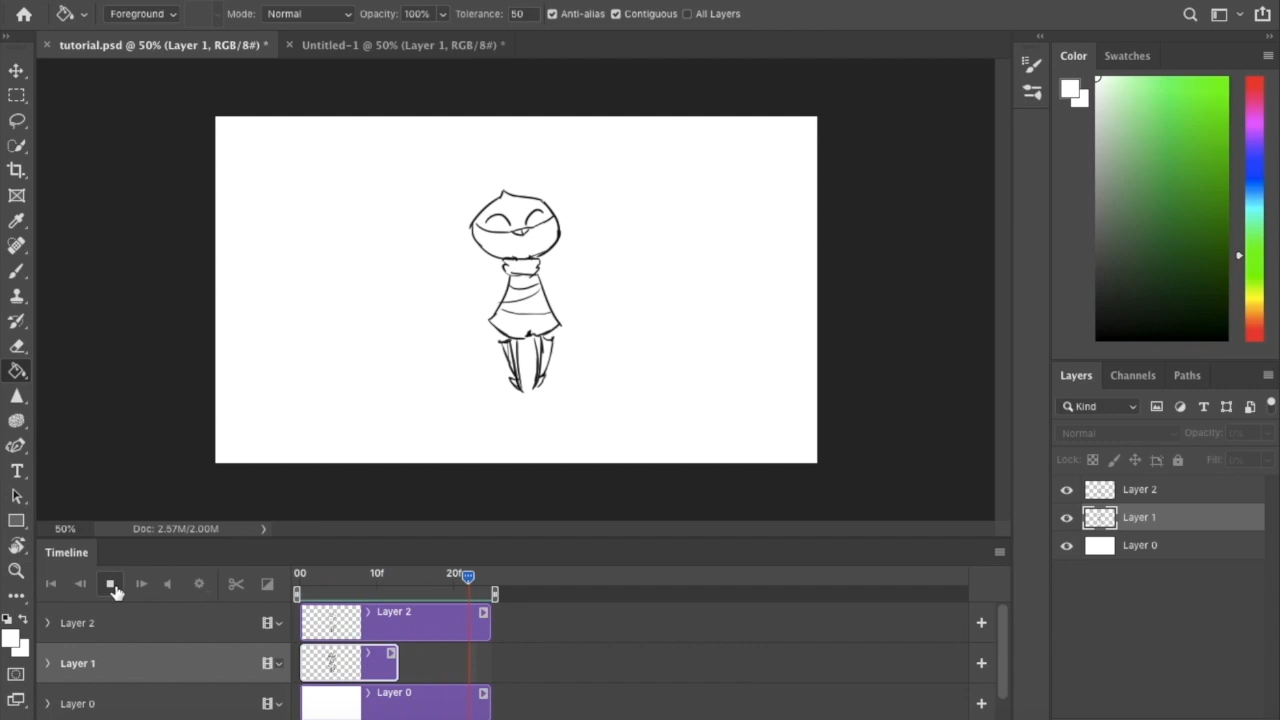 Foreground Mode: Normal Opacity: 100% Tolerance: 50 Anti-alias Contiguous All Layers
tutorial.psd @ 50% (Layer 1, RGB/8#) * Untitled-1 @ 50% (Layer 1, RGB/8#) *
Color Swatches
Layers Channels Paths
Kind
Normal Opacity: 0%
Lock: Fill: 0%
Layer 2
Layer 1
Layer 0
50% Doc: 2.57M/2.00M
Timeline
00 10f 20f
Layer 2 Layer 2
Layer 1
Layer 0 Layer 0